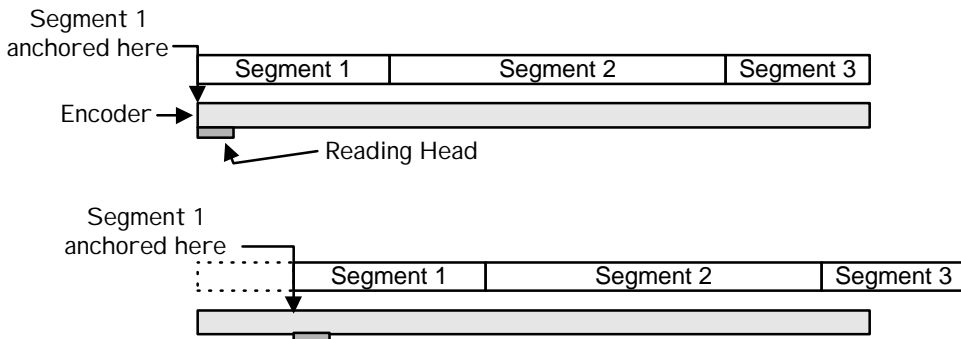 Segment 1
anchored here
Segment 1 Segment 2 Segment 3
Encoder
Reading Head
Segment 1
anchored here
Segment 1 Segment 2 Segment 3